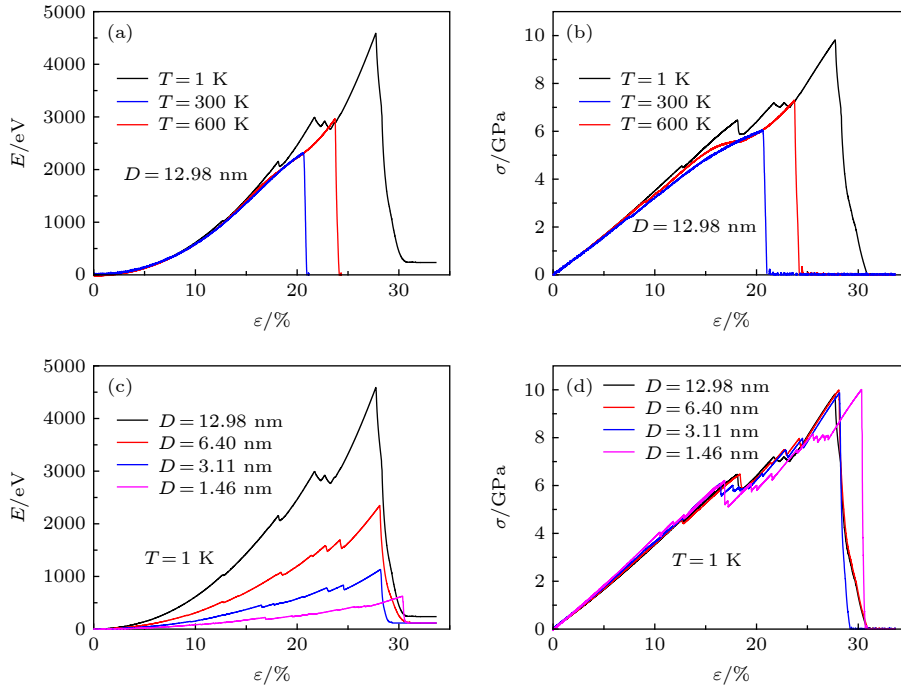 (a)
5000
4000
3000
2000
1000
0
E/eV
T=1 K
T=300 K
T=600 K
D=12.98 nm
0 10 20 30
ε/%
(b)
10
8
6
4
2
0
σ/GPa
T=1 K
T=300 K
T=600 K
D=12.98 nm
0 10 20 30
ε/%
(c)
5000
4000
3000
2000
1000
0
E/eV
D=12.98 nm
D=6.40 nm
D=3.11 nm
D=1.46 nm
T=1 K
0 10 20 30
ε/%
(d)
10
8
6
4
2
0
σ/GPa
D=12.98 nm
D=6.40 nm
D=3.11 nm
D=1.46 nm
T=1 K
0 10 20 30
ε/%